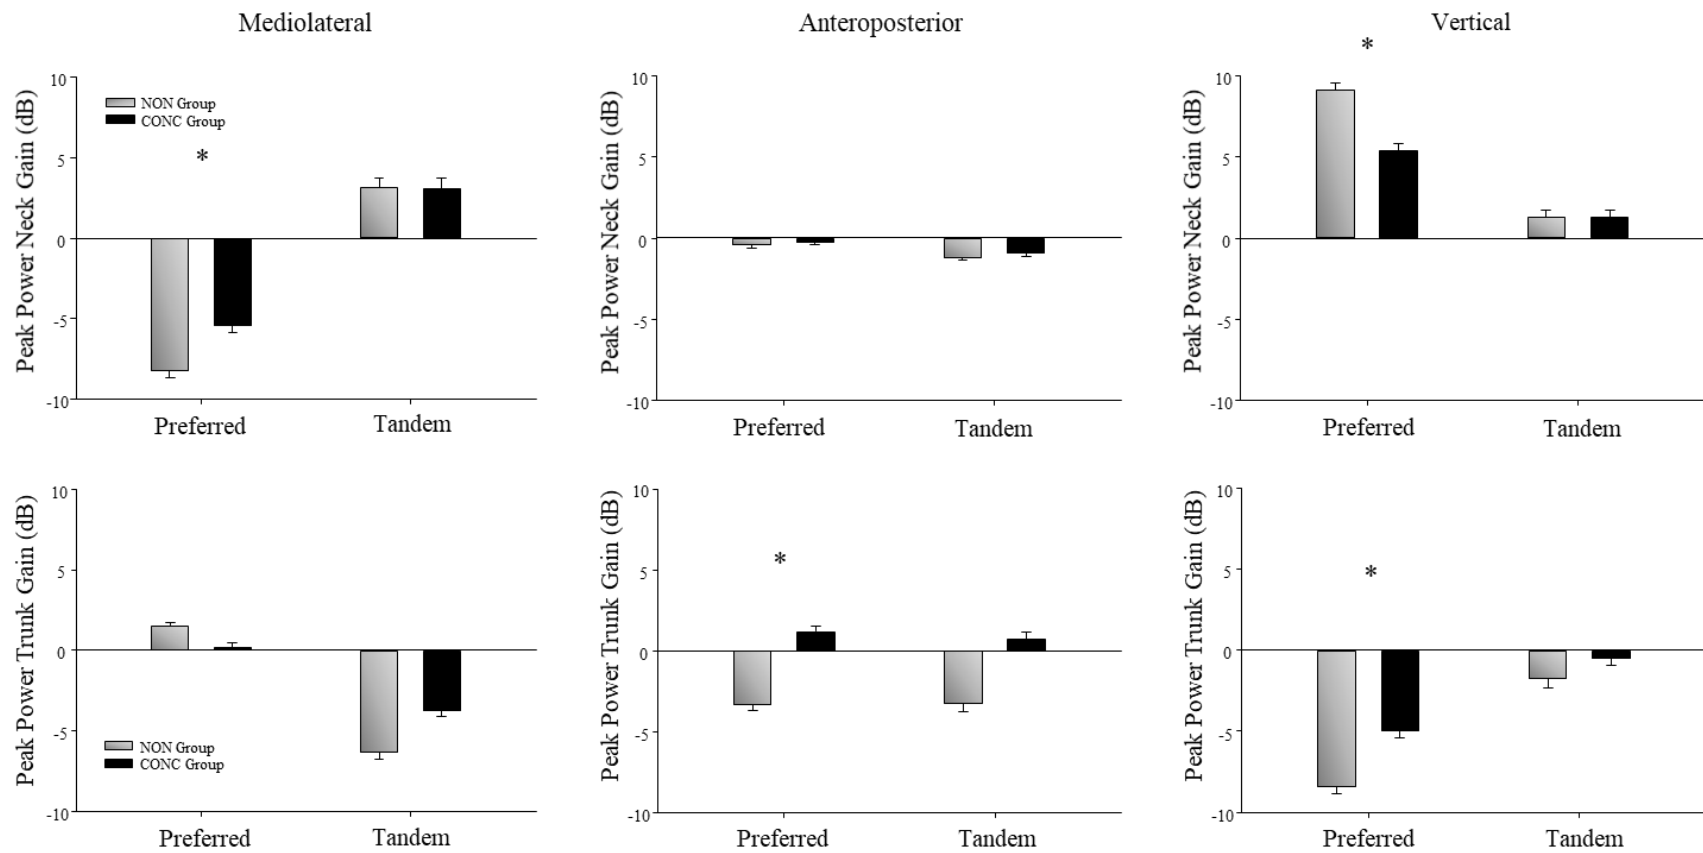 Mediolateral
Peak Power Neck Gain (dB)
10
5
0
-5
-10
NON Group
CONC Group
*
Preferred
Tandem
Anteroposterior
Peak Power Neck Gain (dB)
10
5
0
-5
-10
Preferred
Tandem
Vertical
*
Peak Power Neck Gain (dB)
10
5
0
-5
-10
Preferred
Tandem
Peak Power Trunk Gain (dB)
10
5
0
-5
-10
NON Group
CONC Group
Preferred
Tandem
Peak Power Trunk Gain (dB)
10
5
0
-5
-10
*
Preferred
Tandem
Peak Power Trunk Gain (dB)
10
5
0
-5
-10
*
Preferred
Tandem